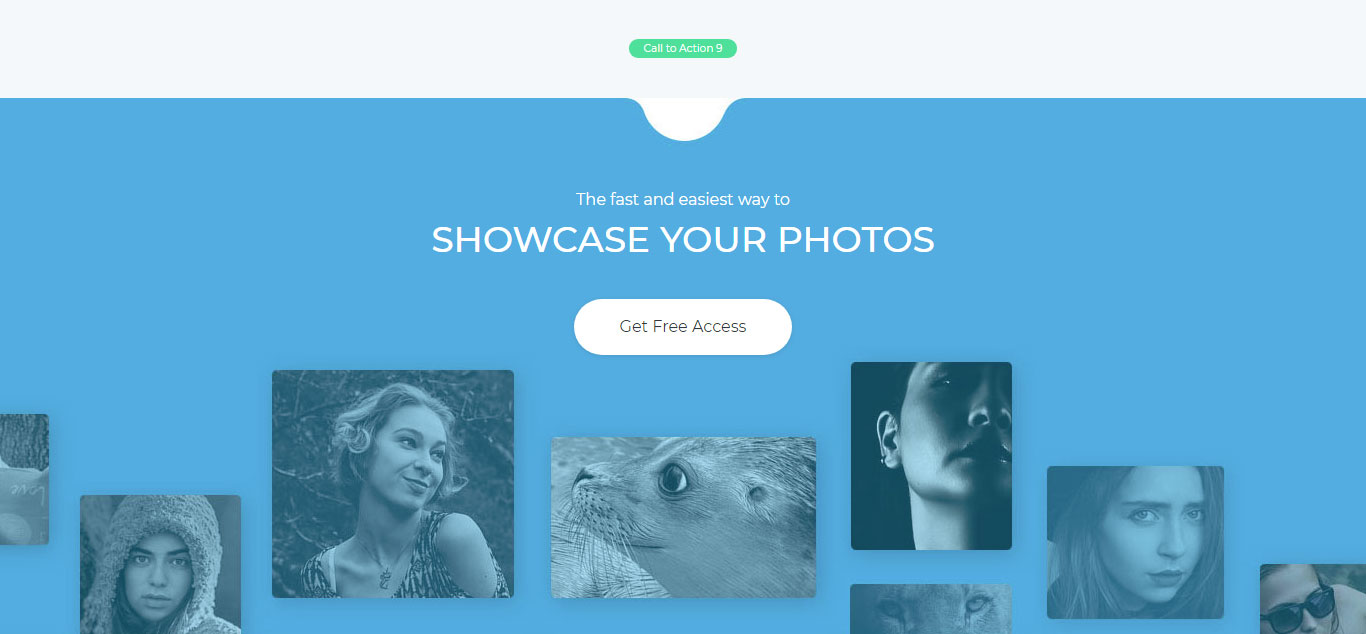 Call to Action 9
The fast and easiest way to
SHOWCASE YOUR PHOTOS
Get Free Access